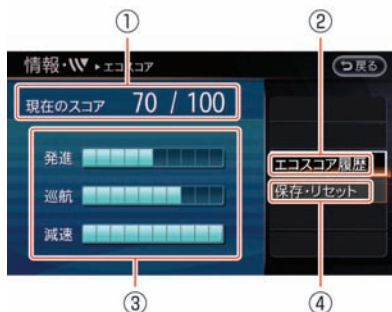 ① ②
情報・ ▸エコスコア
戻る
現在のスコア 70 / 100
発進
エコスコア履歴
巡航
保存・リセット
減速
③ ④